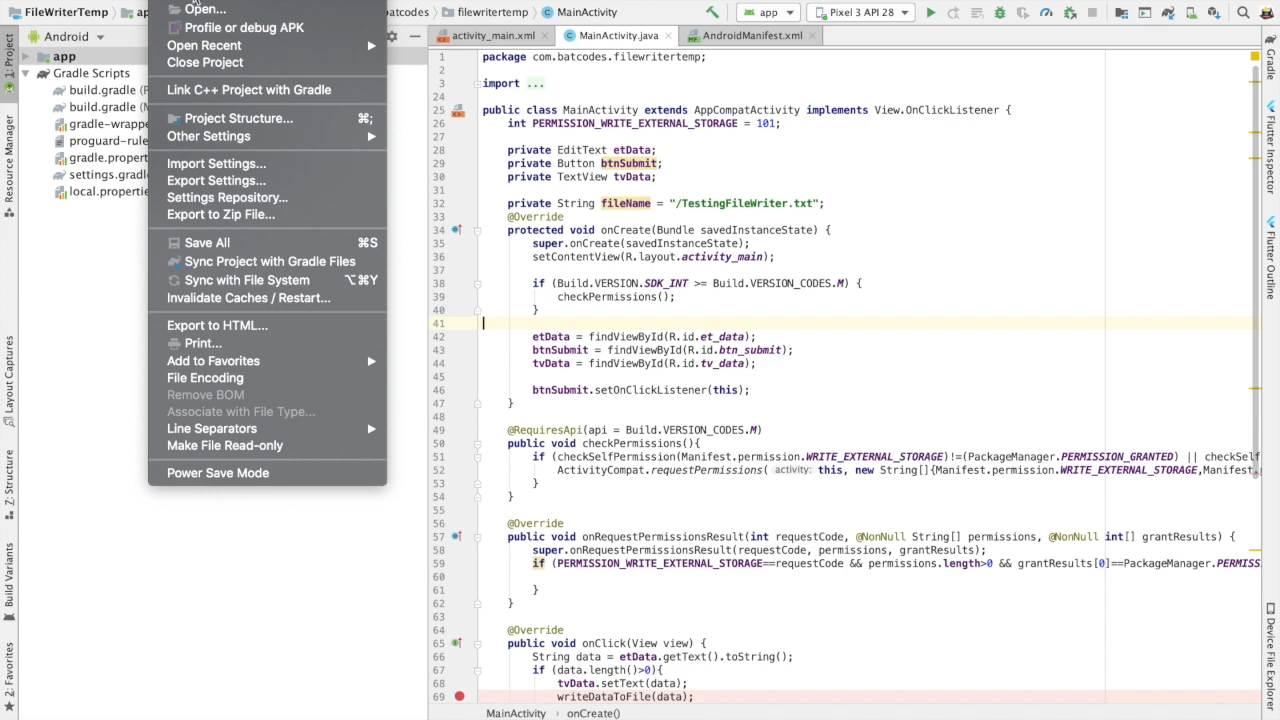 FileWriterTemp
batcodes
filewritertemp
MainActivity
app
Pixel 3 API 28
Android
app
Gradle Scripts
build.gradle
build.gradle
gradle-wrappe
proguard-rule
gradle.propert
settings.gradl
local.propertie
Open...
Profile or debug APK
Open Recent
Close Project
Link C++ Project with Gradle
Project Structure... ⌘;
Other Settings
Import Settings...
Export Settings...
Settings Repository...
Export to Zip File...
Save All ⌘S
Sync Project with Gradle Files
Sync with File System ⌥⌘Y
Invalidate Caches / Restart...
Export to HTML...
Print...
Add to Favorites
File Encoding
Remove BOM
Associate with File Type...
Line Separators
Make File Read-only
Power Save Mode
1: Project
Resource Manager
Layout Captures
Z: Structure
Build Variants
2: Favorites
activity_main.xml
MainActivity.java
AndroidManifest.xml
1 package com.batcodes.filewritertemp;
2
3 import ...
24
25 public class MainActivity extends AppCompatActivity implements View.OnClickListener {
26 int PERMISSION_WRITE_EXTERNAL_STORAGE = 101;
27
28 private EditText etData;
29 private Button btnSubmit;
30 private TextView tvData;
31
32 private String fileName = "/TestingFileWriter.txt";
33 @Override
34 protected void onCreate(Bundle savedInstanceState) {
35 super.onCreate(savedInstanceState);
36 setContentView(R.layout.activity_main);
37
38 if (Build.VERSION.SDK_INT >= Build.VERSION_CODES.M) {
39 checkPermissions();
40 }
41
42 etData = findViewById(R.id.et_data);
43 btnSubmit = findViewById(R.id.btn_submit);
44 tvData = findViewById(R.id.tv_data);
45
46 btnSubmit.setOnClickListener(this);
47 }
48
49 @RequiresApi(api = Build.VERSION_CODES.M)
50 public void checkPermissions(){
51 if (checkSelfPermission(Manifest.permission.WRITE_EXTERNAL_STORAGE)!=(PackageManager.PERMISSION_GRANTED) || checkSel
52 ActivityCompat.requestPermissions( activity: this, new String[]{Manifest.permission.WRITE_EXTERNAL_STORAGE,Manifest.
53 }
54 }
55
56 @Override
57 public void onRequestPermissionsResult(int requestCode, @NonNull String[] permissions, @NonNull int[] grantResults) {
58 super.onRequestPermissionsResult(requestCode, permissions, grantResults);
59 if (PERMISSION_WRITE_EXTERNAL_STORAGE==requestCode && permissions.length>0 && grantResults[0]==PackageManager.PERMISS
60
61 }
62 }
63
64 @Override
65 public void onClick(View view) {
66 String data = etData.getText().toString();
67 if (data.length()>0){
68 tvData.setText(data);
69 writeDataToFile(data);
MainActivity › onCreate()
Gradle
Flutter Inspector
Flutter Outline
Device File Explorer